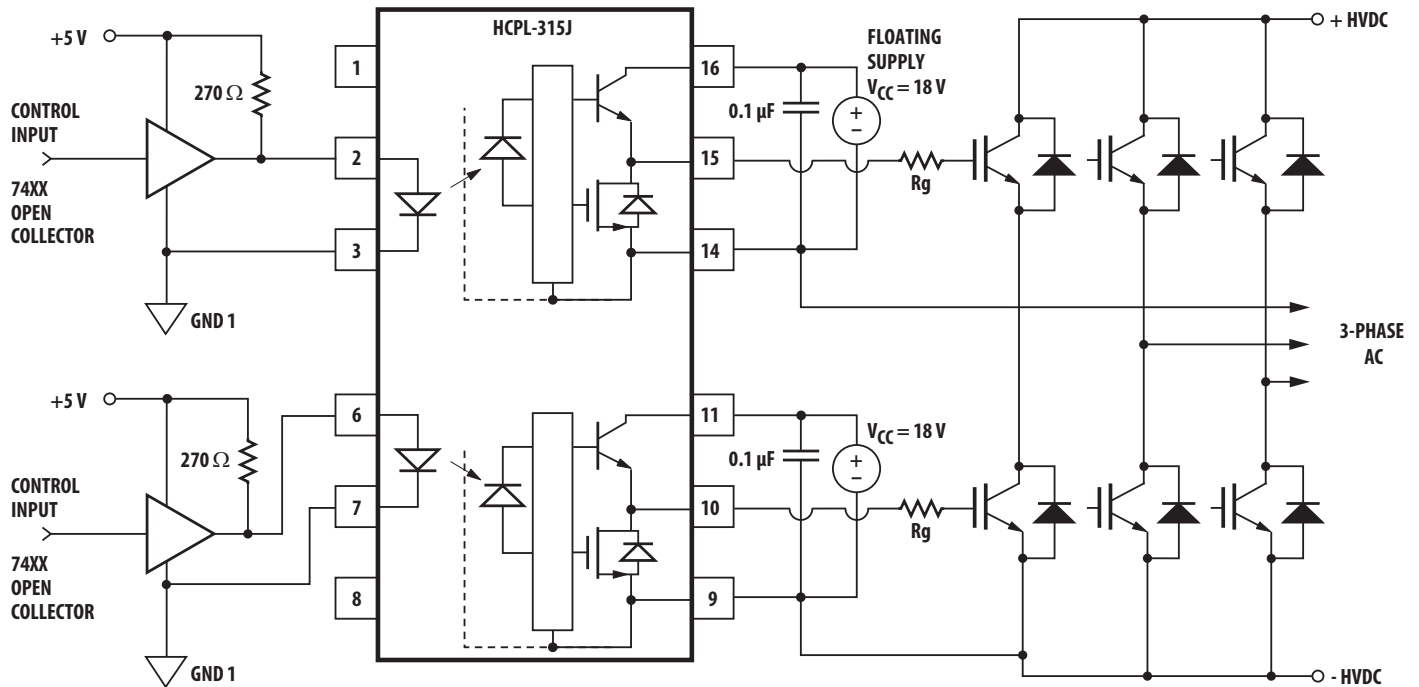 HCPL-315J
+5 V
270 Ω
CONTROL
INPUT
74XX
OPEN
COLLECTOR
GND 1
1
2
3
16
15
14
FLOATING
SUPPLY
VCC = 18 V
0.1 µF
+
−
Rg
+ HVDC
3-PHASE
AC
+5 V
270 Ω
CONTROL
INPUT
74XX
OPEN
COLLECTOR
GND 1
6
7
8
11
10
9
VCC = 18 V
0.1 µF
+
−
Rg
- HVDC